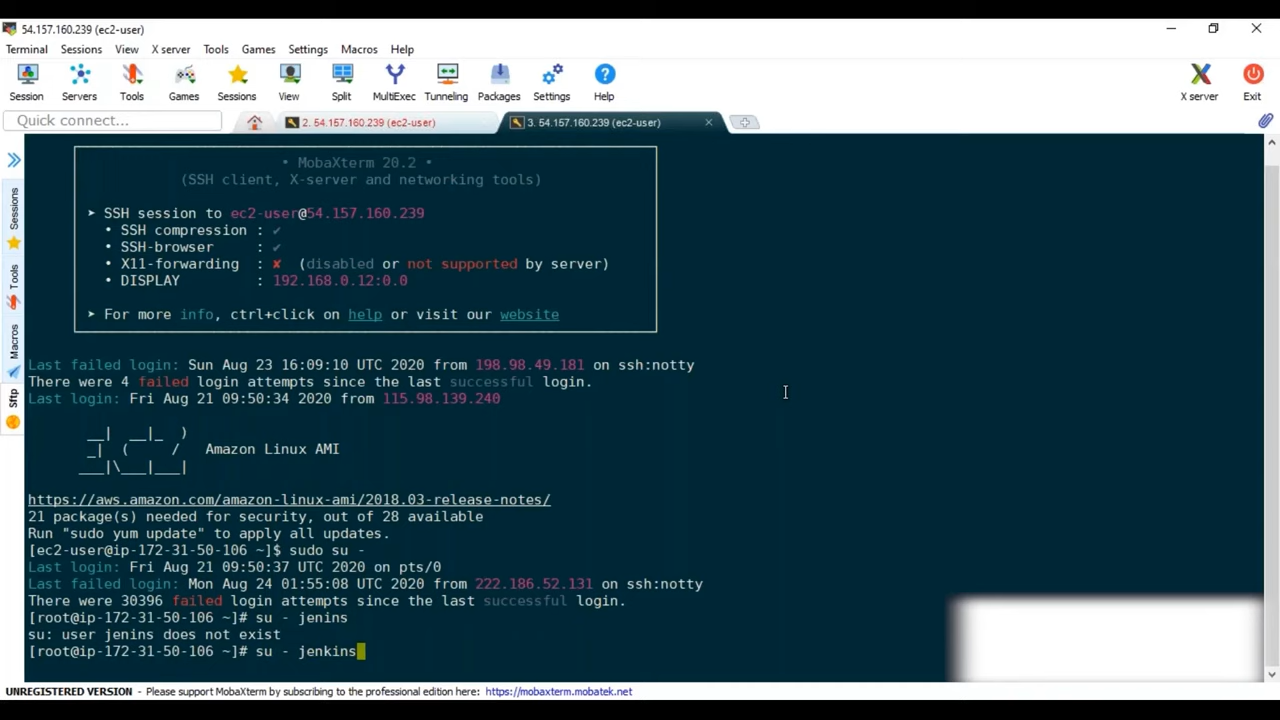 54.157.160.239 (ec2-user)
Terminal Sessions View X server Tools Games Settings Macros Help
Session Servers Tools Games Sessions View Split MultiExec Tunneling Packages Settings Help X server Exit
Quick connect... 2. 54.157.160.239 (ec2-user) 3. 54.157.160.239 (ec2-user)
Sessions
Tools
Macros
Sftp
• MobaXterm 20.2 •
(SSH client, X-server and networking tools)
➤ SSH session to ec2-user@54.157.160.239
• SSH compression : ✓
• SSH-browser : ✓
• X11-forwarding : ✘ (disabled or not supported by server)
• DISPLAY : 192.168.0.12:0.0
➤ For more info, ctrl+click on help or visit our website
Last failed login: Sun Aug 23 16:09:10 UTC 2020 from 198.98.49.181 on ssh:notty
There were 4 failed login attempts since the last successful login.
Last login: Fri Aug 21 09:50:34 2020 from 115.98.139.240
__|  __|_  )
_|  (     /   Amazon Linux AMI
___|\___|___|
https://aws.amazon.com/amazon-linux-ami/2018.03-release-notes/
21 package(s) needed for security, out of 28 available
Run "sudo yum update" to apply all updates.
[ec2-user@ip-172-31-50-106 ~]$ sudo su -
Last login: Fri Aug 21 09:50:37 UTC 2020 on pts/0
Last failed login: Mon Aug 24 01:55:08 UTC 2020 from 222.186.52.131 on ssh:notty
There were 30396 failed login attempts since the last successful login.
[root@ip-172-31-50-106 ~]# su - jenins
su: user jenins does not exist
[root@ip-172-31-50-106 ~]# su - jenkins
UNREGISTERED VERSION - Please support MobaXterm by subscribing to the professional edition here: https://mobaxterm.mobatek.net